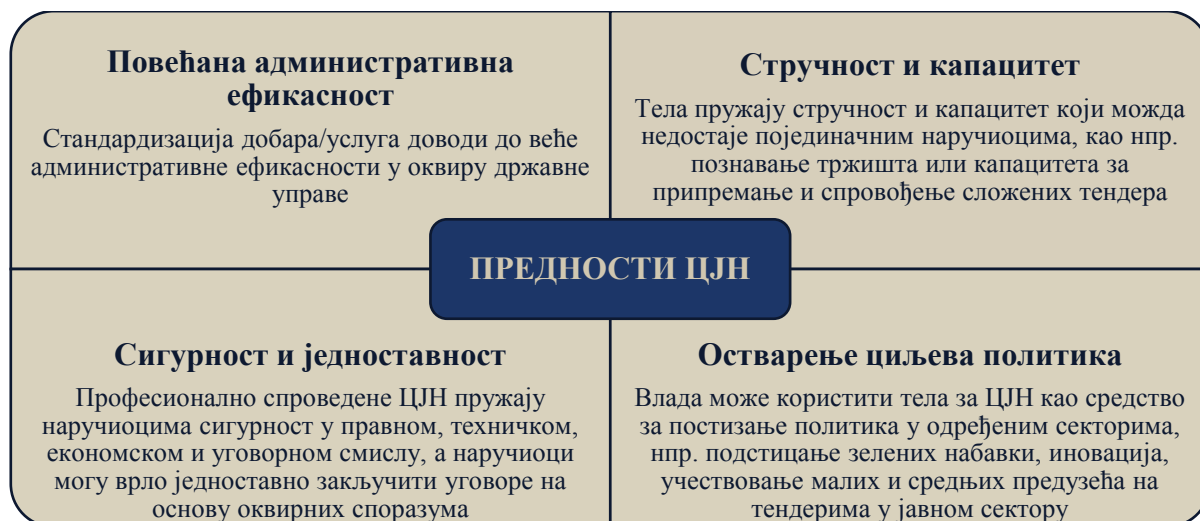 Повећана административна
ефикасност
Стандардизација добара/услуга доводи до веће
административне ефикасности у оквиру државне
управе
Стручност и капацитет
Тела пружају стручност и капацитет који можда
недостаје појединачним наручиоцима, као нпр.
познавање тржишта или капацитета за
припремање и спровођење сложених тендера
ПРЕДНОСТИ ЦЈН
Сигурност и једноставност
Професионално спроведене ЦЈН пружају
наручиоцима сигурност у правном, техничком,
економском и уговорном смислу, а наручиоци
могу врло једноставно закључити уговоре на
основу оквирних споразума
Остварење циљева политика
Влада може користити тела за ЦЈН као средство
за постизање политика у одређеним секторима,
нпр. подстицање зелених набавки, иновација,
учествовање малих и средњих предузећа на
тендерима у јавном сектору